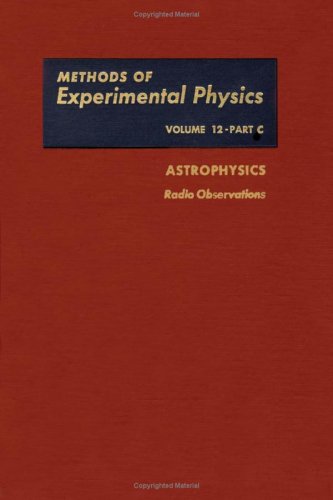 METHODS OF
Experimental Physics
VOLUME 12-PART C
ASTROPHYSICS
Radio Observations